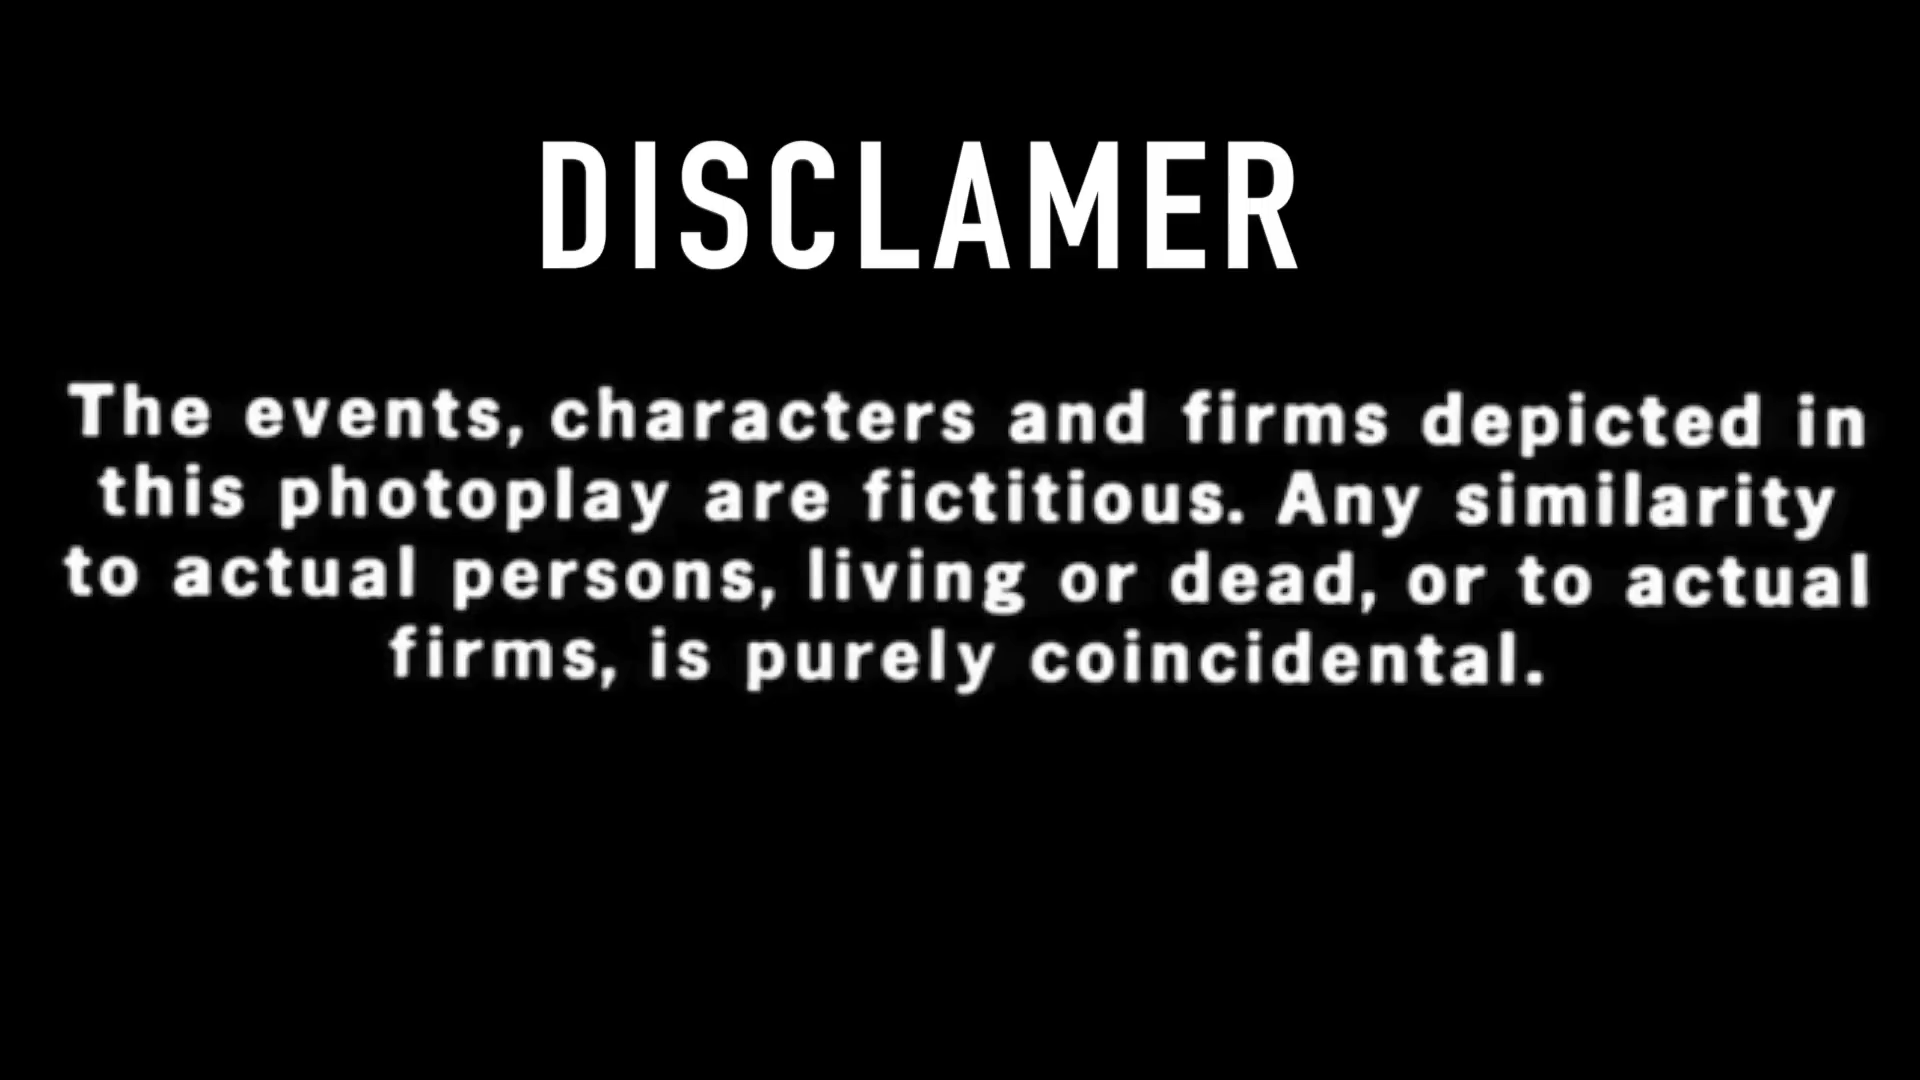 DISCLAMER
The events, characters and firms depicted in
this photoplay are fictitious. Any similarity
to actual persons, living or dead, or to actual
firms, is purely coincidental.